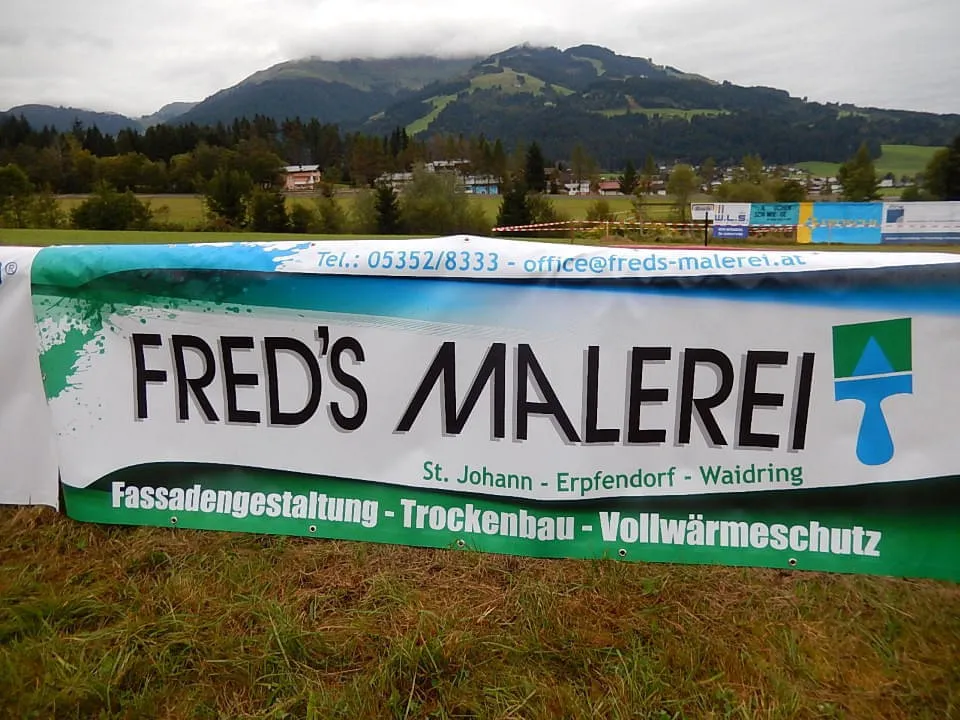 W.L.S
Tel.: 05352/8333 - office@freds-malerei.at
®
FRED'S MALEREI
St. Johann - Erpfendorf - Waidring
Fassadengestaltung - Trockenbau - Vollwärmeschutz